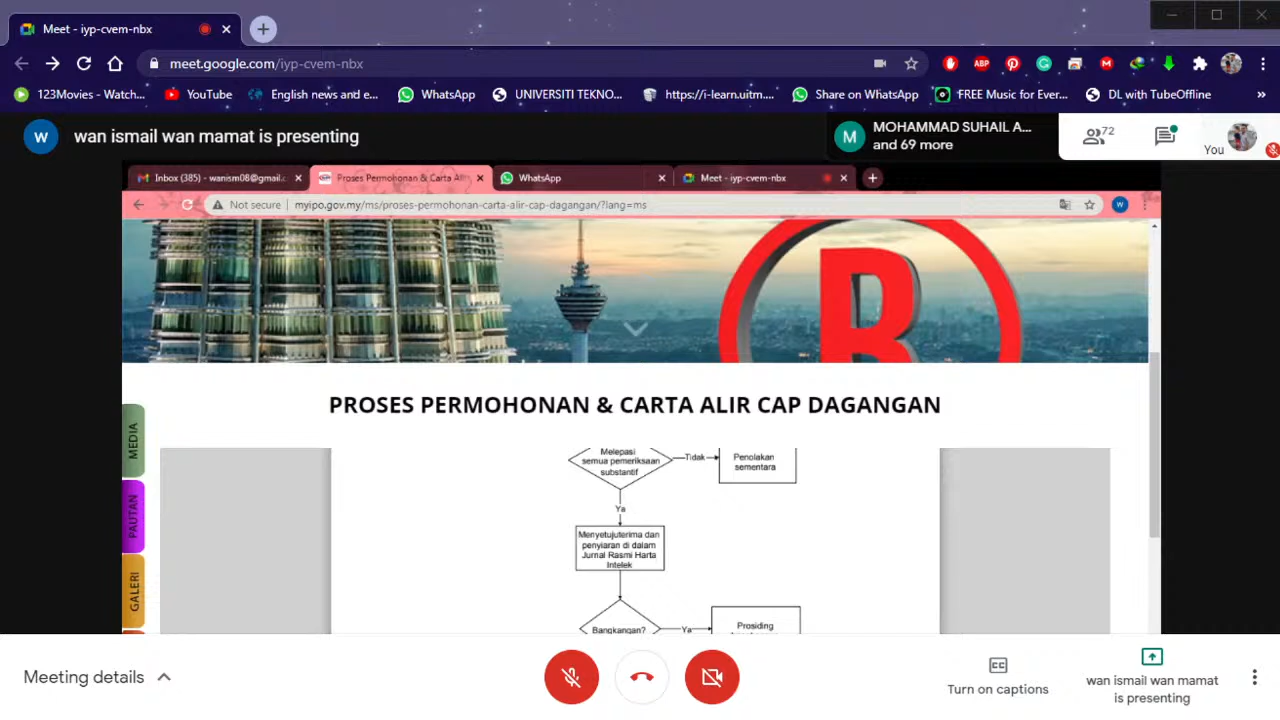 Meet - iyp-cvem-nbx
meet.google.com/iyp-cvem-nbx
ABP
123Movies - Watch...
YouTube
English news and e...
WhatsApp
UNIVERSITI TEKNO...
https://i-learn.uitm....
Share on WhatsApp
FREE Music for Ever...
DL with TubeOffline
»
W
wan ismail wan mamat is presenting
M
MOHAMMAD SUHAIL A...
and 69 more
72
You
Inbox (385) - wanism08@gmail.c
Proses Permohonan & Carta Alir
WhatsApp
Meet - iyp-cvem-nbx
Not secure
myipo.gov.my/ms/proses-permohonan-carta-alir-cap-dagangan/?lang=ms
W
R
PROSES PERMOHONAN & CARTA ALIR CAP DAGANGAN
MEDIA
PAUTAN
GALERI
Melepasi
semua pemeriksaan
substantif
Tidak
Penolakan
sementara
Ya
Menyetujuterima dan
penyiaran di dalam
Jurnal Rasmi Harta
Intelek
Bangkangan?
Ya
Prosiding
Meeting details
CC
Turn on captions
wan ismail wan mamat
is presenting